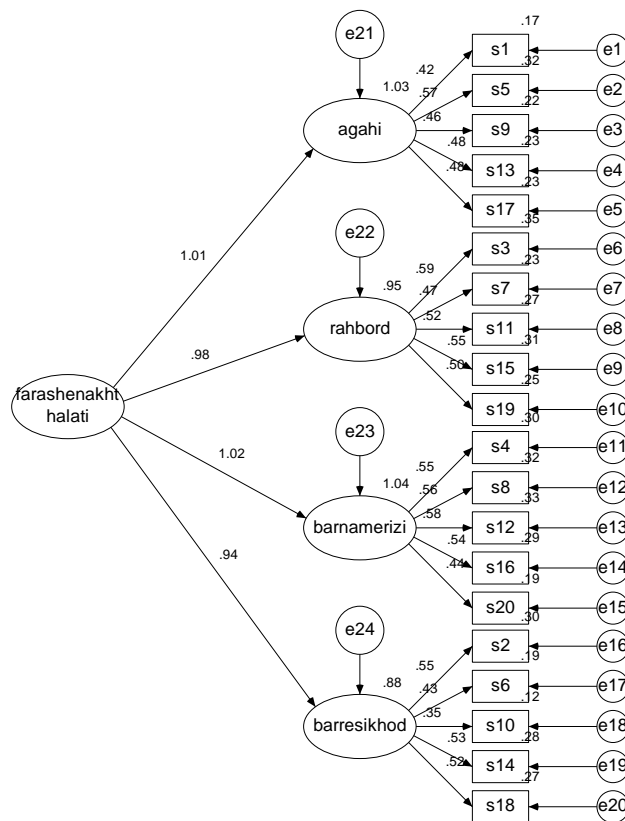 e21
.17
s1
e1
.42
.32
1.03
.57
s5
e2
.22
agahi
.46
s9
e3
.23
.48
s13
e4
.23
.48
s17
e5
.35
e22
s3
e6
.23
1.01
.59
.95
.47
s7
e7
.27
rahbord
.52
s11
e8
.31
.55
s15
e9
.25
.98
.50
s19
e10
.30
farashenakht
halati
e23
s4
e11
.32
1.02
.55
1.04
.56
s8
e12
.33
barnamerizi
.58
s12
e13
.29
.54
s16
e14
.19
.94
.44
s20
e15
.30
e24
s2
e16
.19
.55
.88
.43
s6
e17
.12
barresikhod
.35
s10
e18
.28
.53
s14
e19
.27
.52
s18
e20